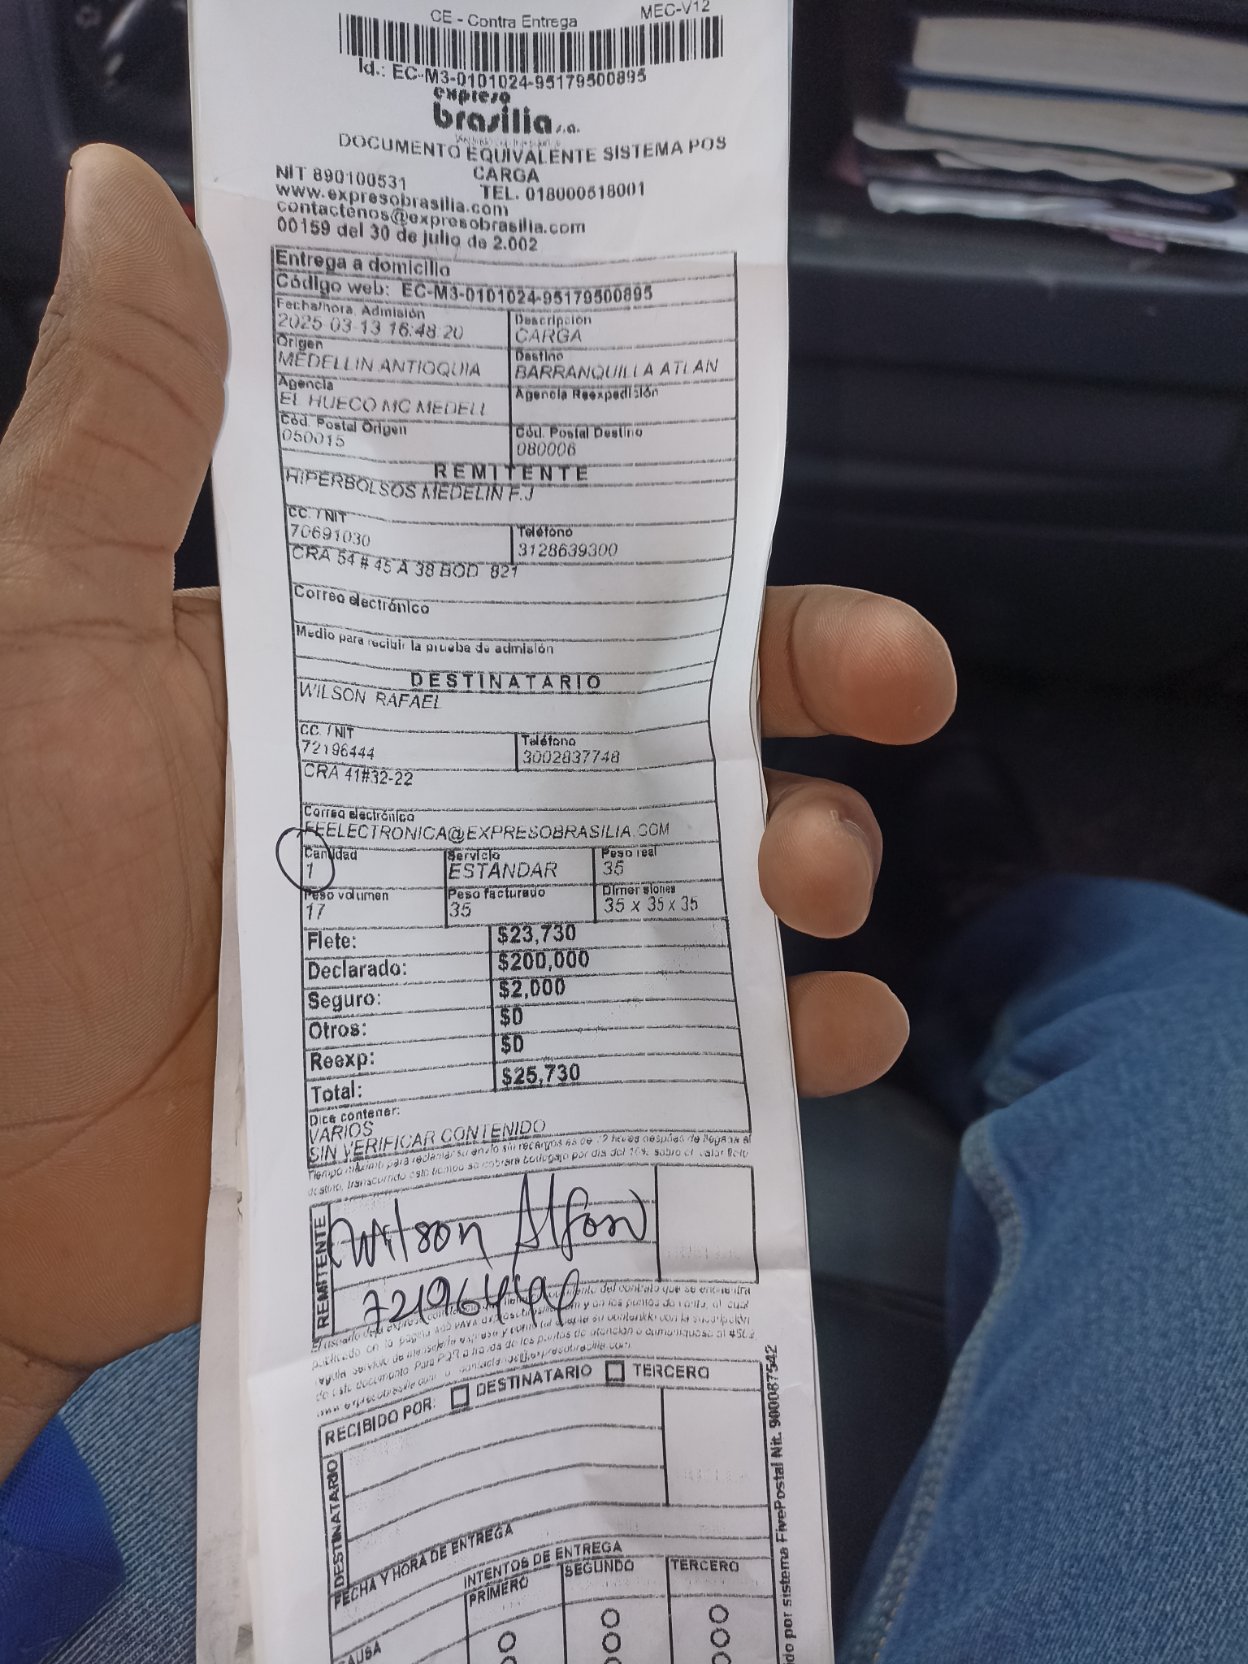 CE - Contra Entrega MEC-V12
Id.: EC-M3-0101024-95179500895
expreso
brasilia s.a.
DOCUMENTO EQUIVALENTE SISTEMA POS
CARGA
NIT 890100531 TEL. 018000518001
www.expresobrasilia.com
contactenos@expresobrasilia.com
00159 del 30 de julio de 2.002
Entrega a domicilio
Código web: EC-M3-0101024-95179500895
Fecha/hora. Admisión Descripción
2025-03-13 16:48:20 CARGA
Origen Destino
MEDELLIN ANTIOQUIA BARRANQUILLA ATLAN
Agencia Agencia Reexpedición
EL HUECO MC MEDELL
Cód. Postal Origen Cód. Postal Destino
050015 080006
REMITENTE
HIPERBOLSOS MEDELIN F.J
CC. / NIT Teléfono
70691030 3128639300
CRA 54 # 45 A 38 BOD 821
Correo electrónico
Medio para recibir la prueba de admisión
DESTINATARIO
WILSON RAFAEL
CC. / NIT Teléfono
72196444 3002837748
CRA 41#32-22
Correo electrónico
FEELECTRONICA@EXPRESOBRASILIA.COM
Cantidad Servicio Peso real
1 ESTANDAR 35
Peso volumen Peso facturado Dimensiones
17 35 35 x 35 x 35
Flete: $23,730
Declarado: $200,000
Seguro: $2,000
Otros: $0
Reexp: $0
Total: $25,730
Dice contener:
VARIOS
SIN VERIFICAR CONTENIDO
REMITENTE
Wilson Alfonso
RECIBIDO POR: DESTINATARIO TERCERO
DESTINATARIO
FECHA Y HORA DE ENTREGA
INTENTOS DE ENTREGA
PRIMERO SEGUNDO TERCERO
CAUSA
do por sistema FivePostal Nit. 900087542